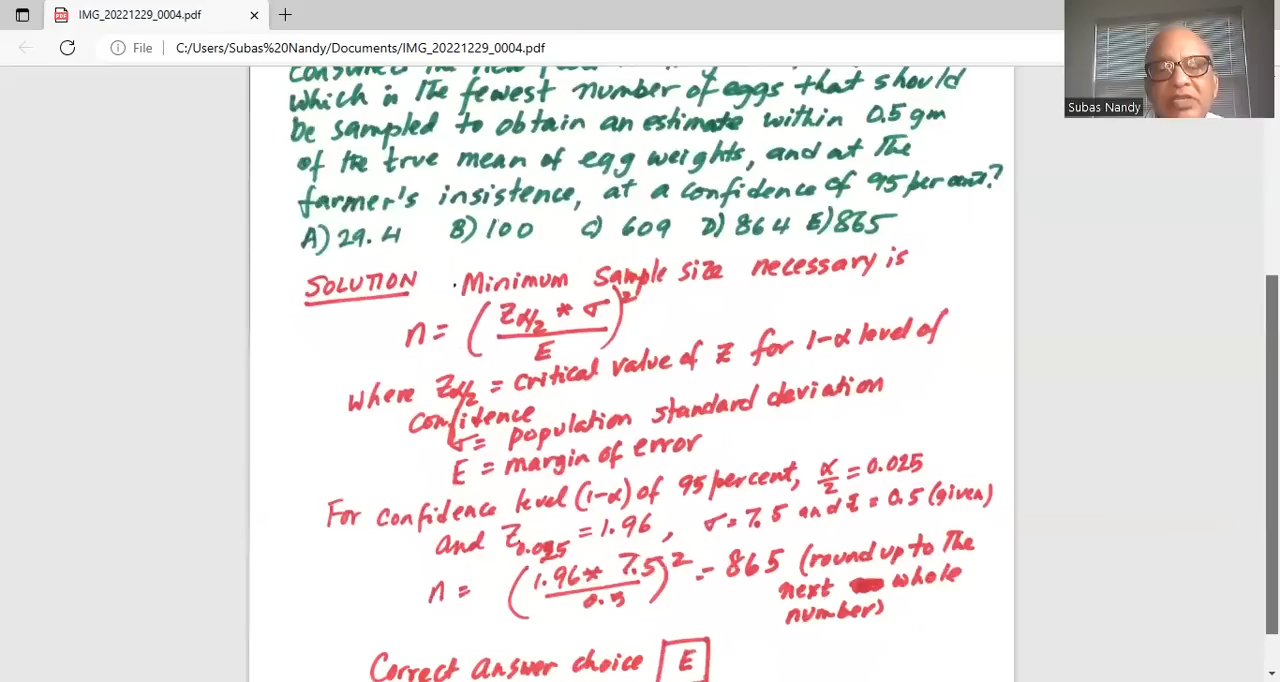 IMG_20221229_0004.pdf
File
C:/Users/Subas%20Nandy/Documents/IMG_20221229_0004.pdf
Subas Nandy
which is the fewest number of eggs that should
be sampled to obtain an estimate within 0.5 gm
of the true mean of egg weights, and at the
farmer's insistence, at a confidence of 95 per cent?
A) 29.4 B) 100 C) 609 D) 864 E) 865
SOLUTION . Minimum sample size necessary is
n = ( Zα/2 * σ / E )²
where Zα/2 = critical value of Z for 1-α level of
confidence
σ = population standard deviation
E = margin of error
For confidence level (1-α) of 95 percent, α/2 = 0.025
and Z0.025 = 1.96, σ = 7.5 and E = 0.5 (given)
n = ( 1.96 * 7.5 / 0.5 )² = 865 (round up to the
next whole
number)
Correct answer choice E